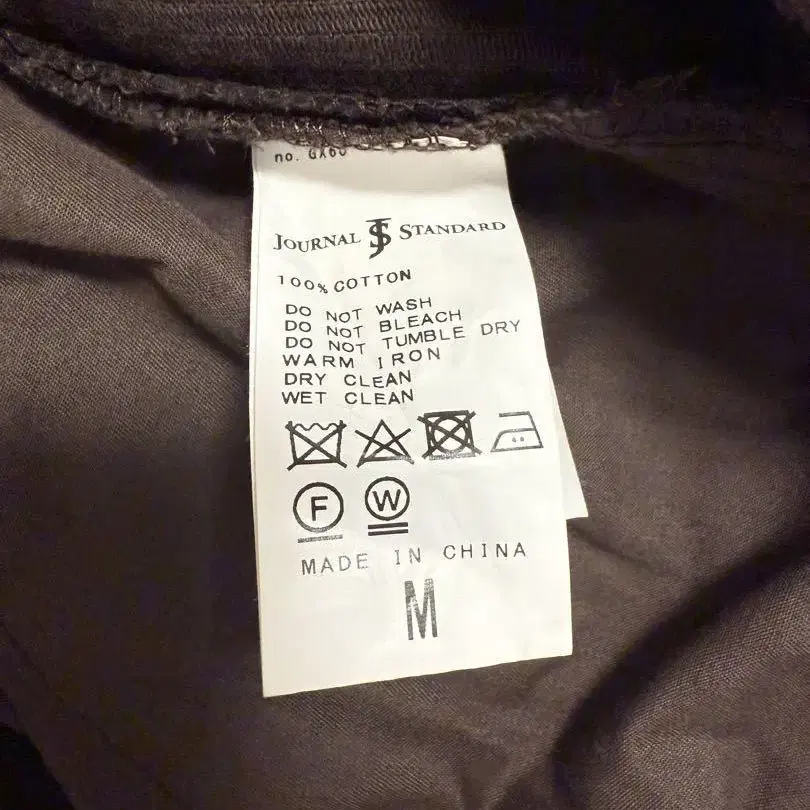 no. GX60
JOURNAL JS STANDARD
100% COTTON
DO NOT WASH
DO NOT BLEACH
DO NOT TUMBLE DRY
WARM IRON
DRY CLEAN
WET CLEAN
F W
MADE IN CHINA
M